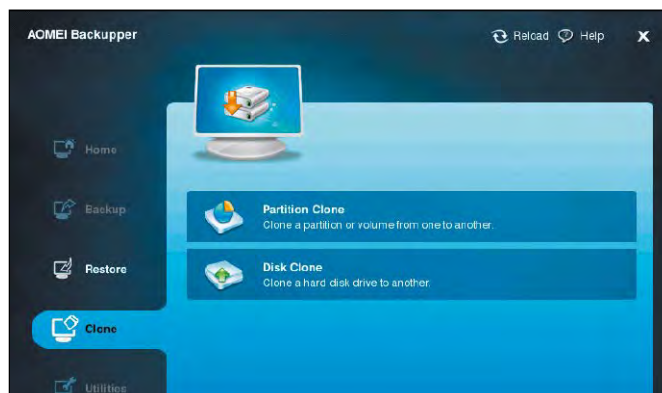 AOMEI Backupper
Reload Help X
Home
Backup
Partition Clone
Clone a partition or volume from one to another.
Restore
Disk Clone
Clone a hard disk drive to another.
Clone
Utilities